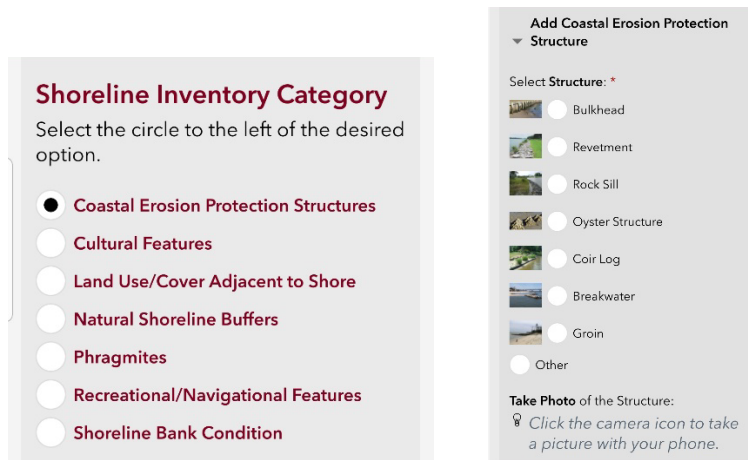 Shoreline Inventory Category
Select the circle to the left of the desired
option.
Coastal Erosion Protection Structures
Cultural Features
Land Use/Cover Adjacent to Shore
Natural Shoreline Buffers
Phragmites
Recreational/Navigational Features
Shoreline Bank Condition
Add Coastal Erosion Protection
Structure
Select Structure: *
Bulkhead
Revetment
Rock Sill
Oyster Structure
Coir Log
Breakwater
Groin
Other
Take Photo of the Structure:
Click the camera icon to take
a picture with your phone.